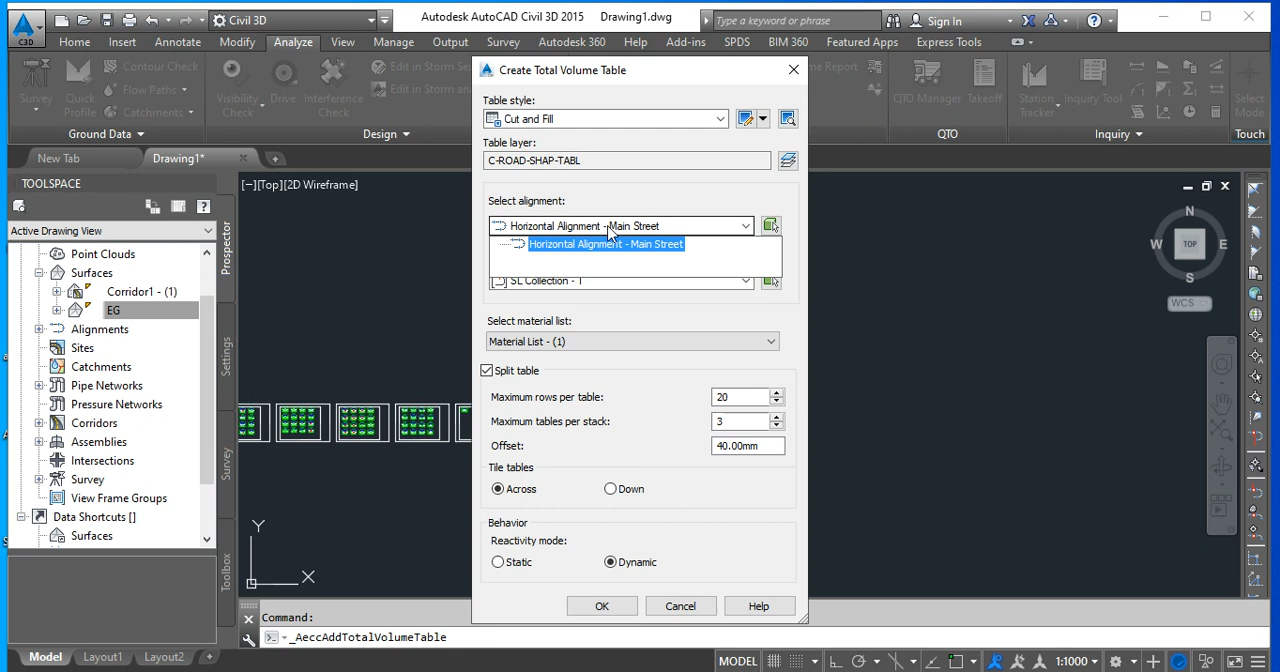 Civil 3D
Autodesk AutoCAD Civil 3D 2015 Drawing1.dwg
Type a keyword or phrase
Sign In
C3D
Home Insert Annotate Modify Analyze View Manage Output Survey Autodesk 360 Help Add-ins SPDS BIM 360 Featured Apps Express Tools
Survey
Quick Profile
Contour Check
Flow Paths
Catchments
Ground Data
Visibility Check
Drive
Interference Check
Edit in Storm Se
Edit in Storm an
Design
me Report
QTO Manager
Takeoff
QTO
Station Tracker
Inquiry Tool
Inquiry
Select Mode
Touch
New Tab
Drawing1*
TOOLSPACE
Active Drawing View
Point Clouds
Surfaces
Corridor1 - (1)
EG
Alignments
Sites
Catchments
Pipe Networks
Pressure Networks
Corridors
Assemblies
Intersections
Survey
View Frame Groups
Data Shortcuts []
Surfaces
Prospector
Settings
Survey
Toolbox
[−][Top][2D Wireframe]
Y
X
N
W TOP E
S
WCS
Create Total Volume Table
Table style:
Cut and Fill
Table layer:
C-ROAD-SHAP-TABL
Select alignment:
Horizontal Alignment - Main Street
Horizontal Alignment - Main Street
SL Collection - 1
Select material list:
Material List - (1)
Split table
Maximum rows per table: 20
Maximum tables per stack: 3
Offset: 40.00mm
Tile tables
Across Down
Behavior
Reactivity mode:
Static Dynamic
OK Cancel Help
Command:
_AeccAddTotalVolumeTable
Model Layout1 Layout2
MODEL
1:1000